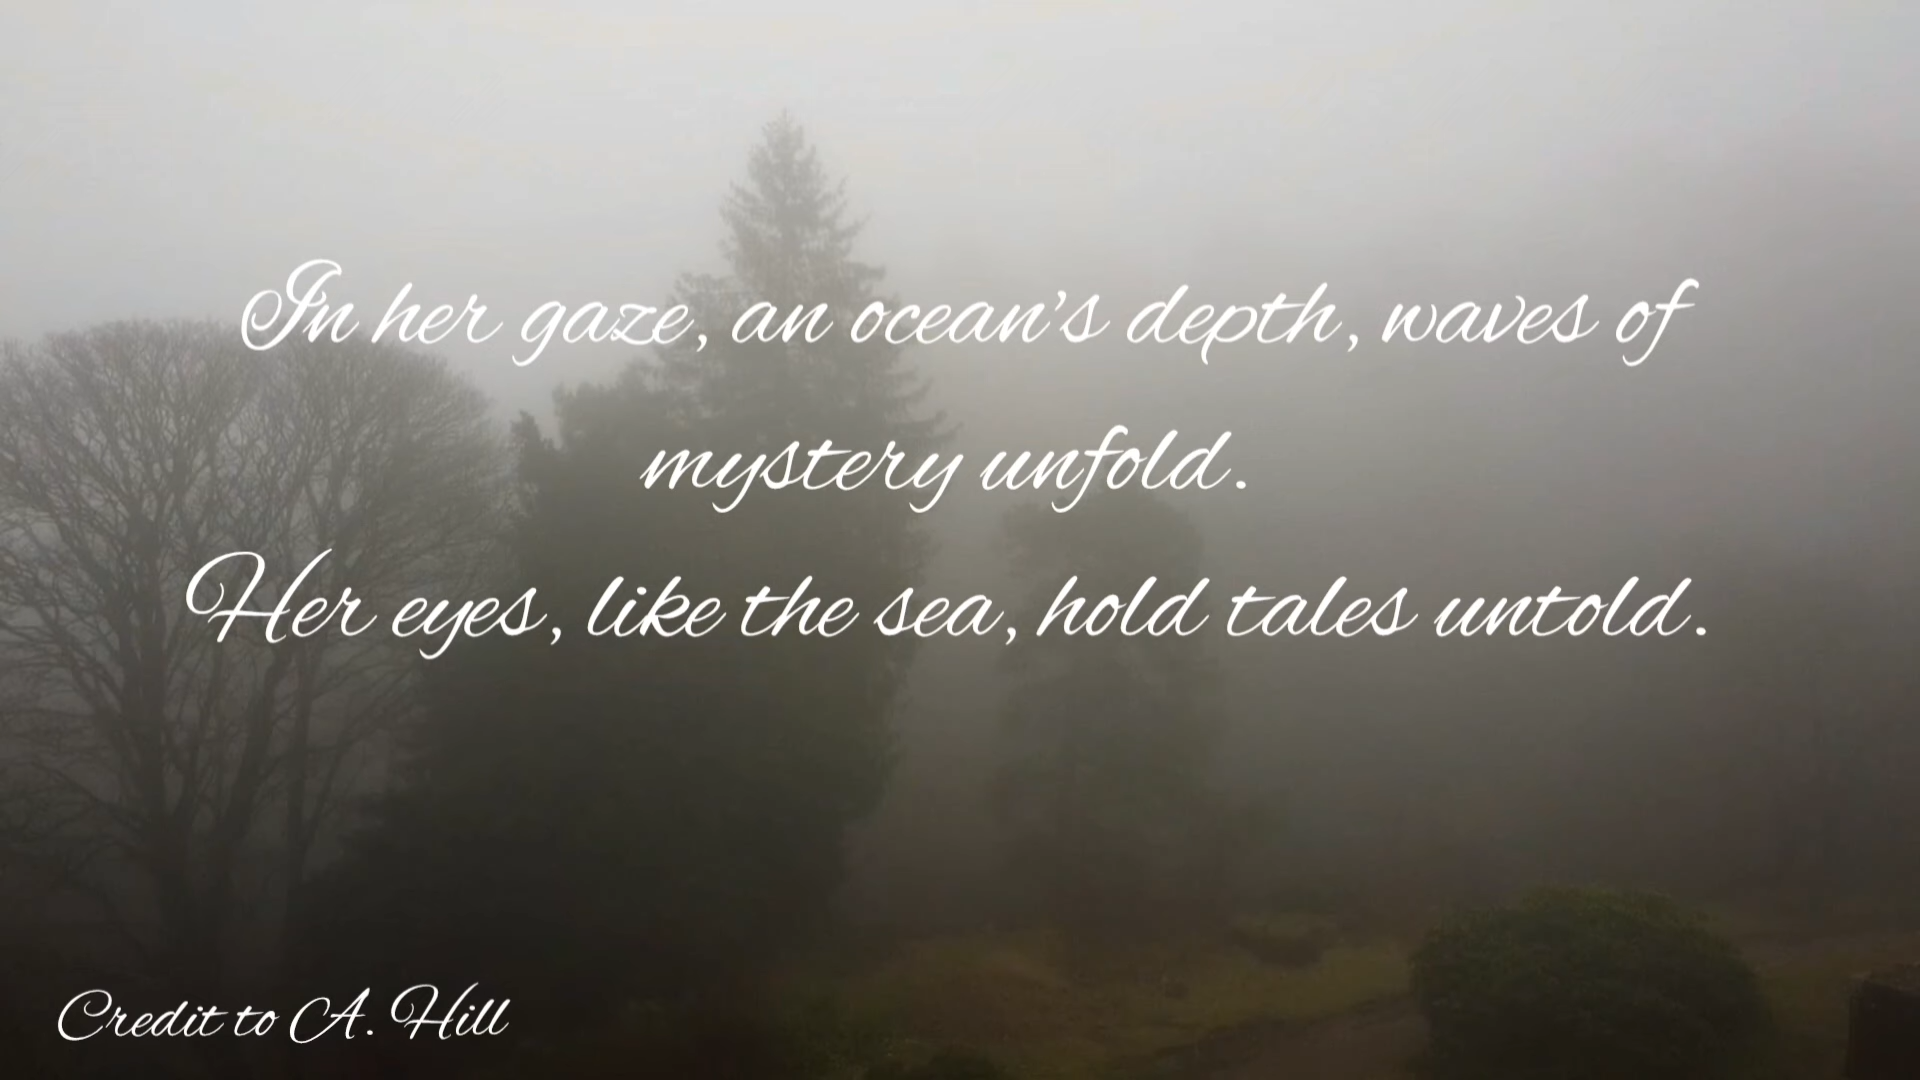 In her gaze, an ocean's depth, waves of
mystery unfold.
Her eyes, like the sea, hold tales untold.
Credit to A. Hill